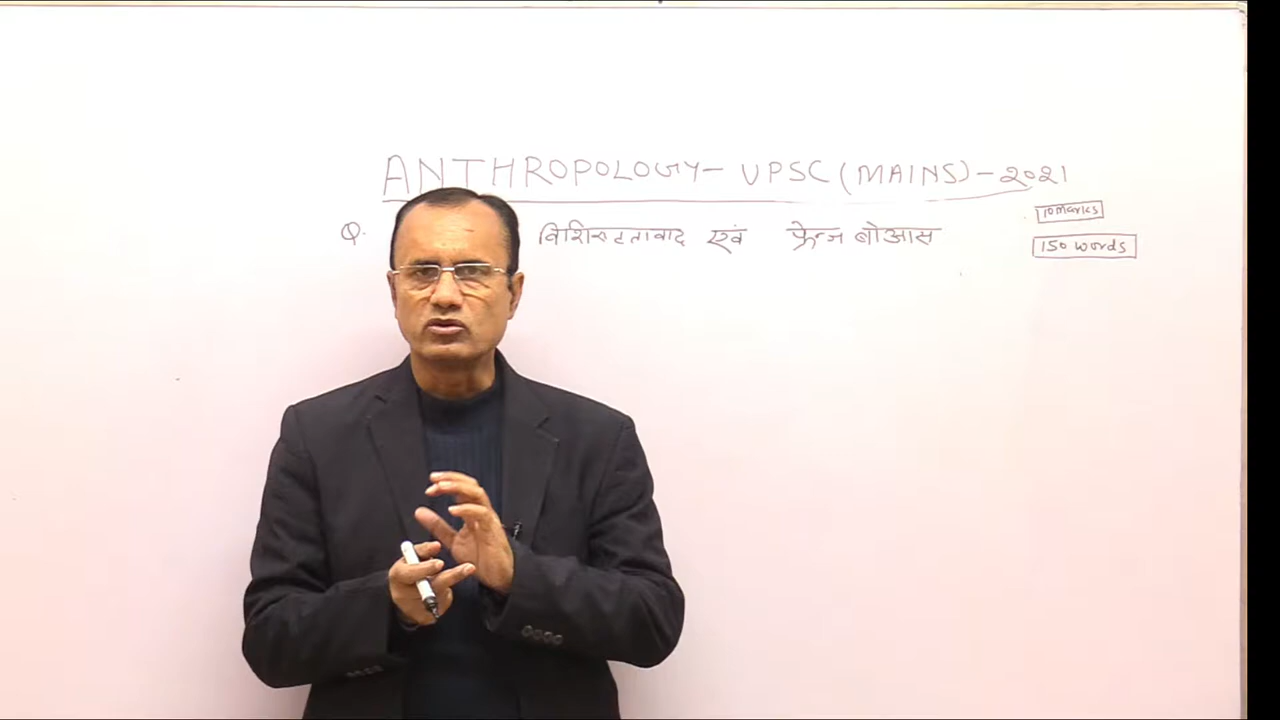 ANTHROPOLOGY- UPSC (MAINS) - 2021
10 Marks
Q. विशिष्टतावाद एवं फ्रेन्ज बोआस
150 words